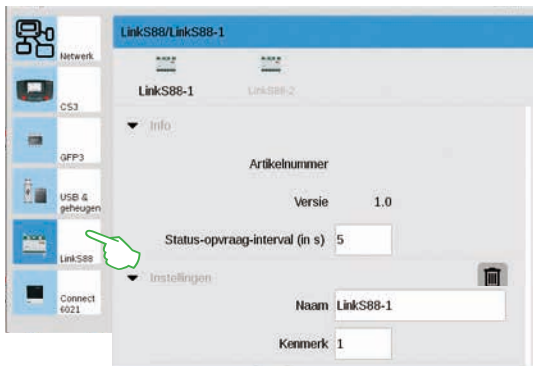 Netwerk
CS3
GFP3
USB &
geheugen
LinkS88
Connect
6021
LinkS88/LinkS88-1
LinkS88-1
LinkS88-2
Info
Artikelnummer
Versie 1.0
Status-opvraag-interval (in s) 5
Instellingen
Naam LinkS88-1
Kenmerk 1